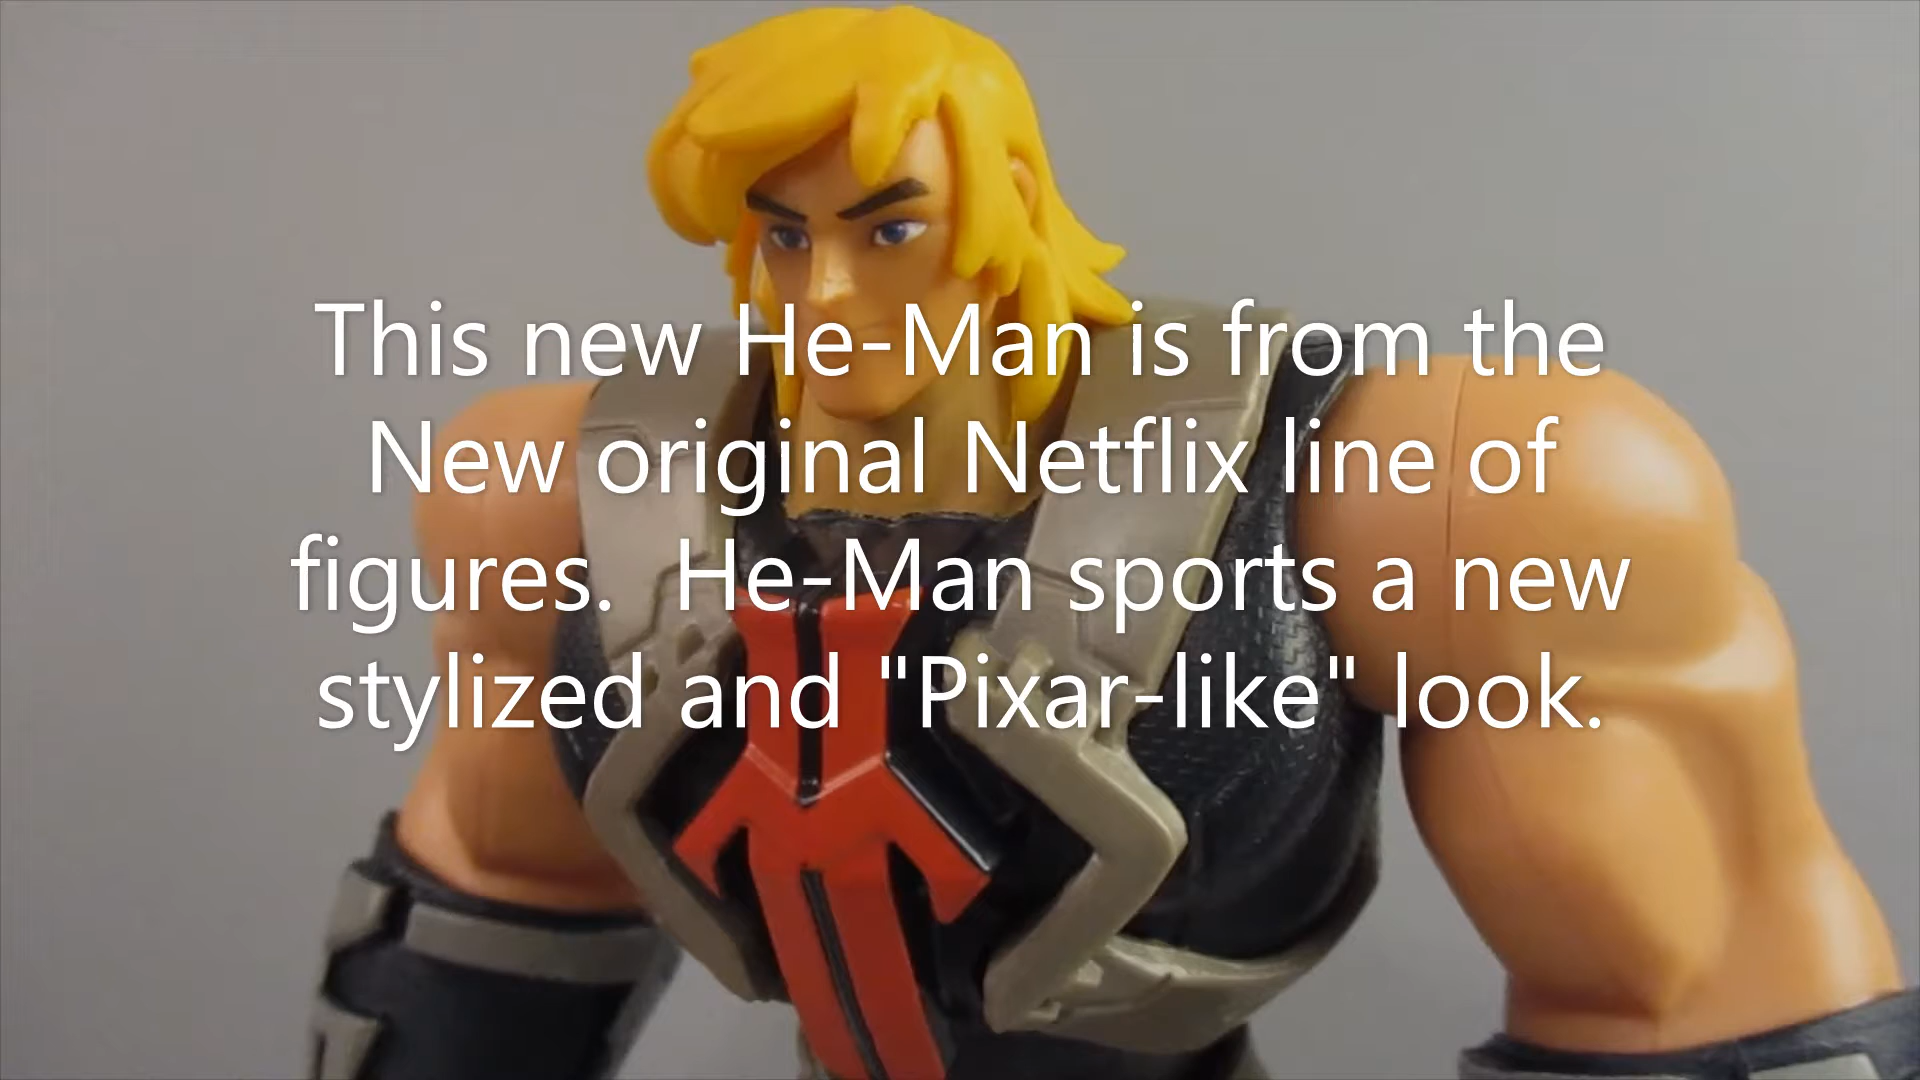 This new He-Man is from the
New original Netflix line of
figures.  He-Man sports a new
stylized and "Pixar-like" look.